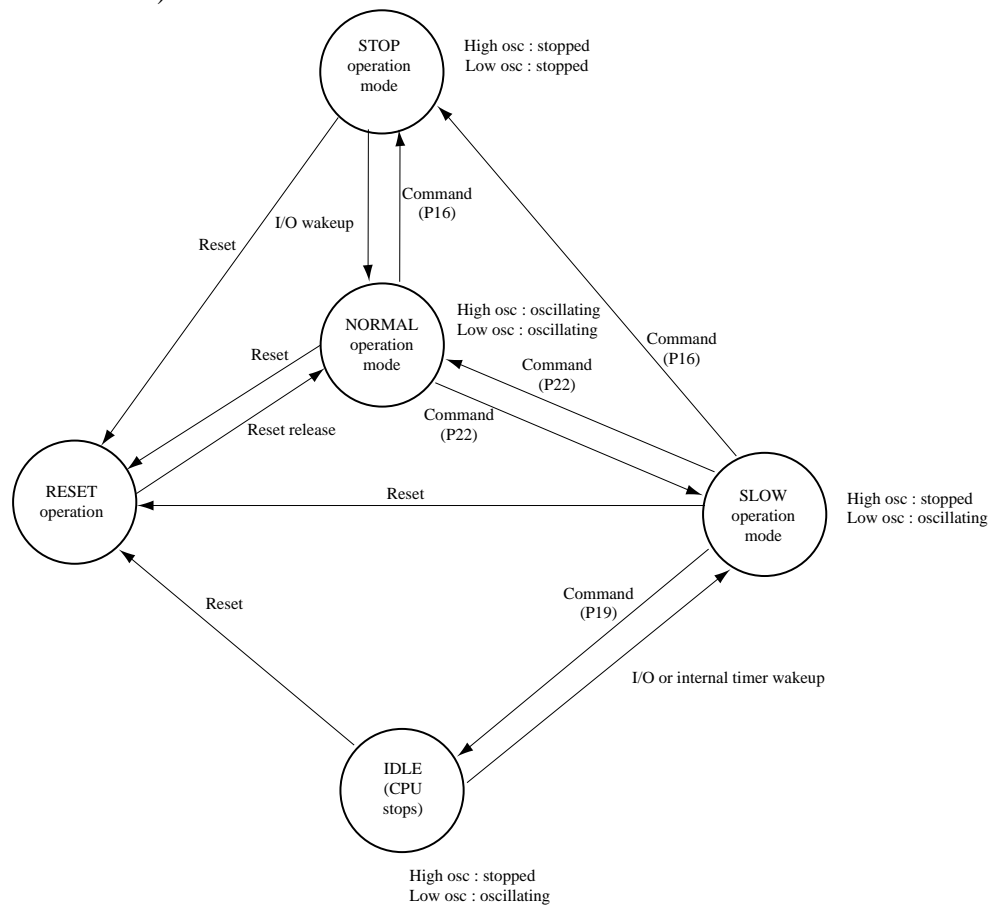 )
STOP
operation
mode
High osc : stopped
Low osc : stopped
Command
(P16)
I/O wakeup
Reset
NORMAL
operation
mode
High osc : oscillating
Low osc : oscillating
Command
(P16)
Reset
Command
(P22)
Command
(P22)
Reset release
RESET
operation
Reset
SLOW
operation
mode
High osc : stopped
Low osc : oscillating
Command
(P19)
Reset
I/O or internal timer wakeup
IDLE
(CPU
stops)
High osc : stopped
Low osc : oscillating